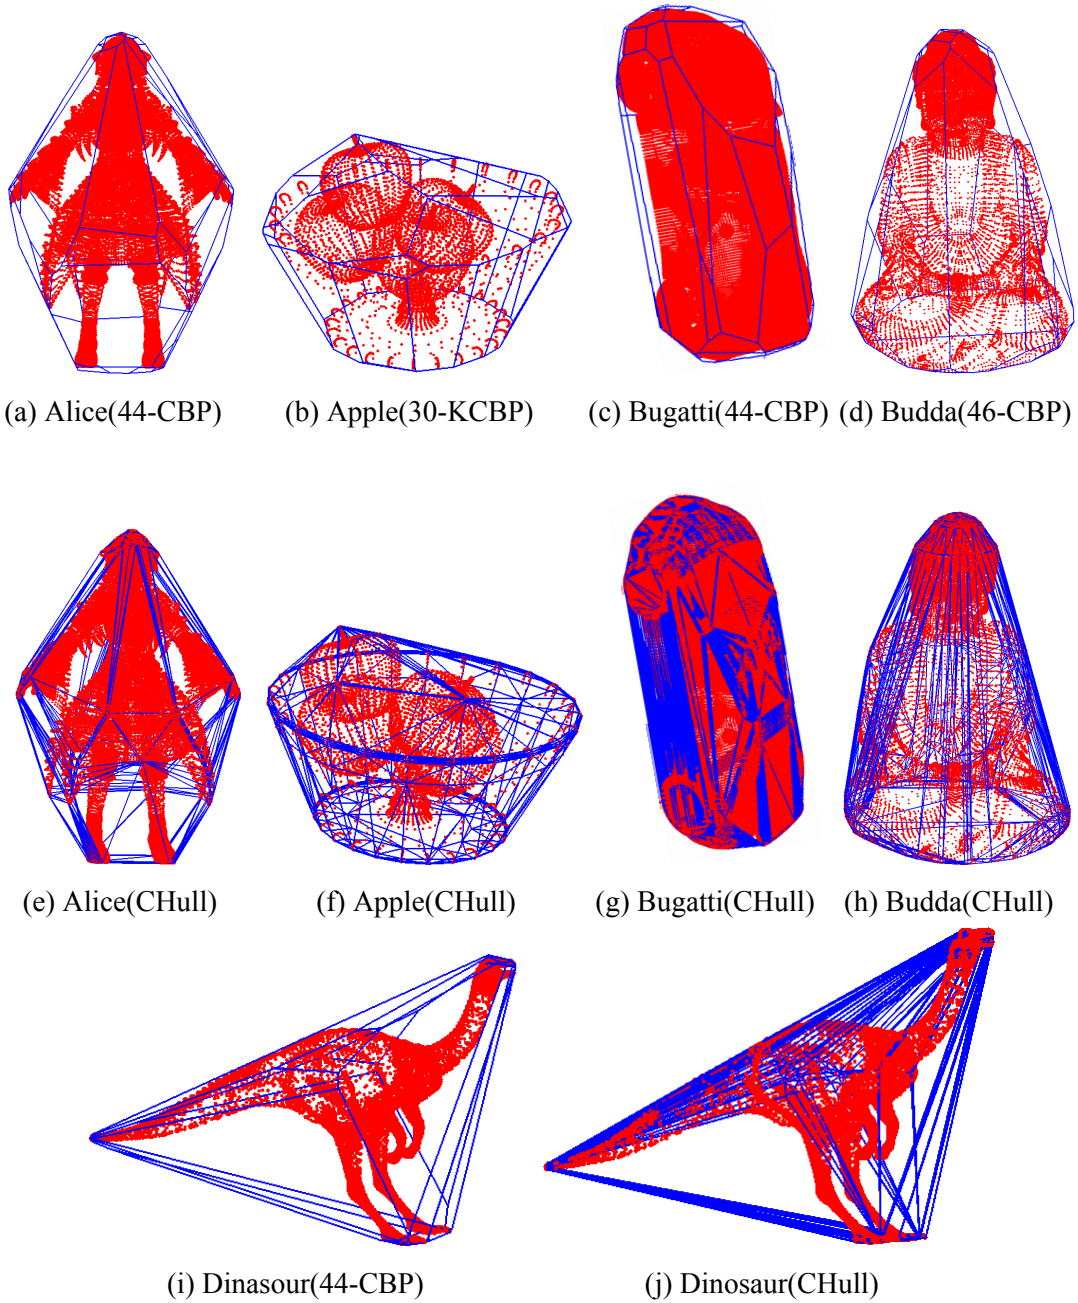 (a) Alice(44-CBP) (b) Apple(30-KCBP) (c) Bugatti(44-CBP) (d) Budda(46-CBP)
(e) Alice(CHull) (f) Apple(CHull) (g) Bugatti(CHull) (h) Budda(CHull)
(i) Dinasour(44-CBP) (j) Dinosaur(CHull)